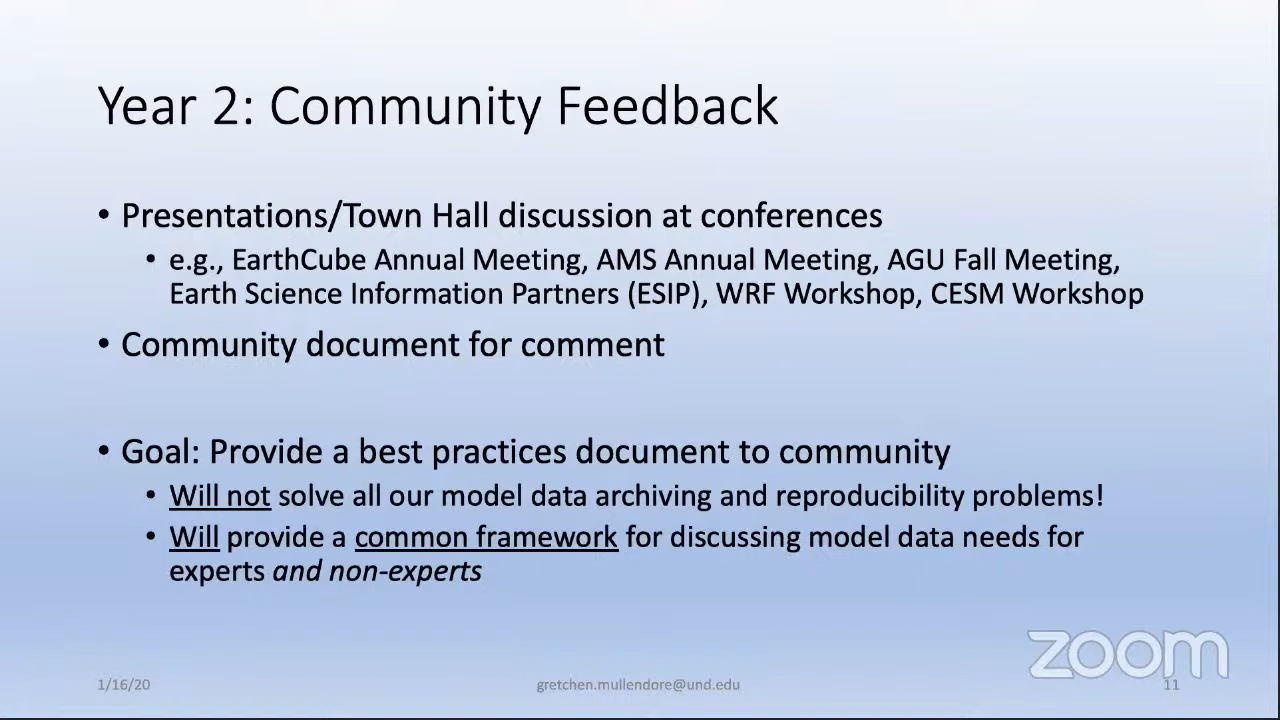 Year 2: Community Feedback
• Presentations/Town Hall discussion at conferences
• e.g., EarthCube Annual Meeting, AMS Annual Meeting, AGU Fall Meeting,
Earth Science Information Partners (ESIP), WRF Workshop, CESM Workshop
• Community document for comment
• Goal: Provide a best practices document to community
• Will not solve all our model data archiving and reproducibility problems!
• Will provide a common framework for discussing model data needs for
experts and non-experts
zoom
1/16/20
gretchen.mullendore@und.edu
11